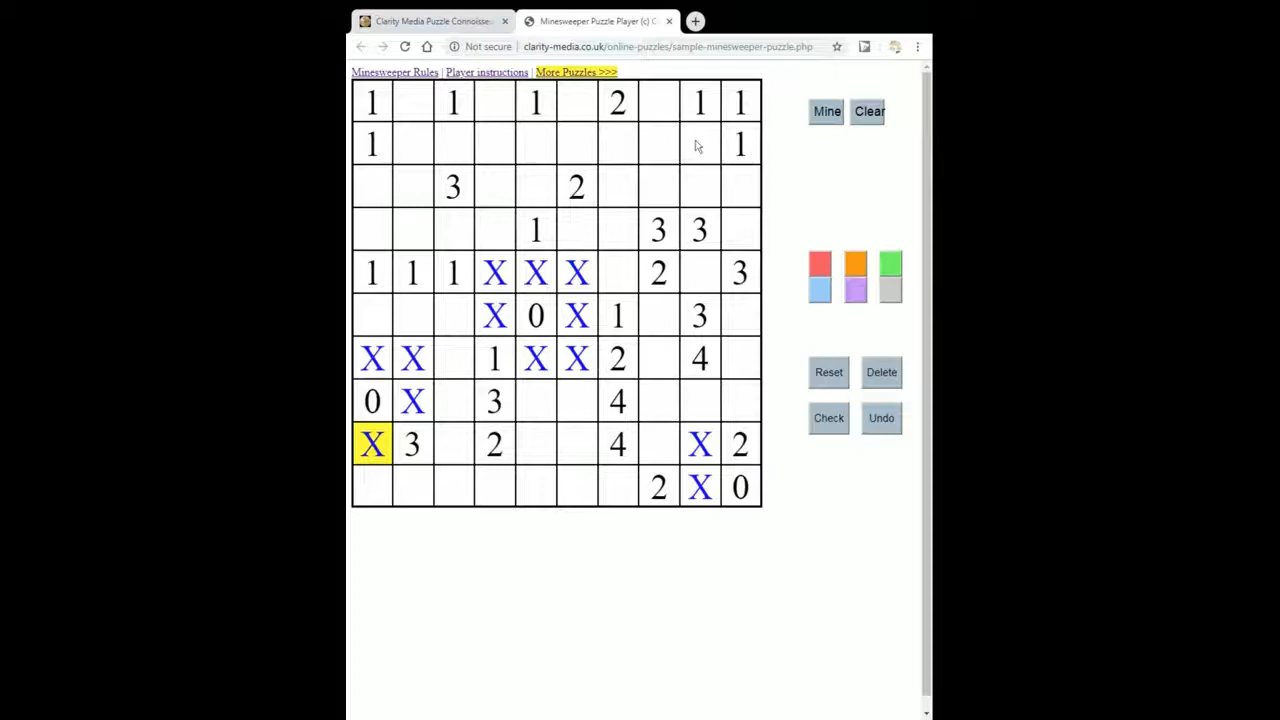 Clarity Media Puzzle Connoisseu
Minesweeper Puzzle Player (c) C
Not secure | clarity-media.co.uk/online-puzzles/sample-minesweeper-puzzle.php
Minesweeper Rules | Player instructions | More Puzzles >>>
1 1 1 2 1 1
1 1
3 2
1 3 3
1 1 1 X X X 2 3
X 0 X 1 3
X X 1 X X 2 4
0 X 3 4
X 3 2 4 X 2
2 X 0
Mine Clear
Reset Delete
Check Undo